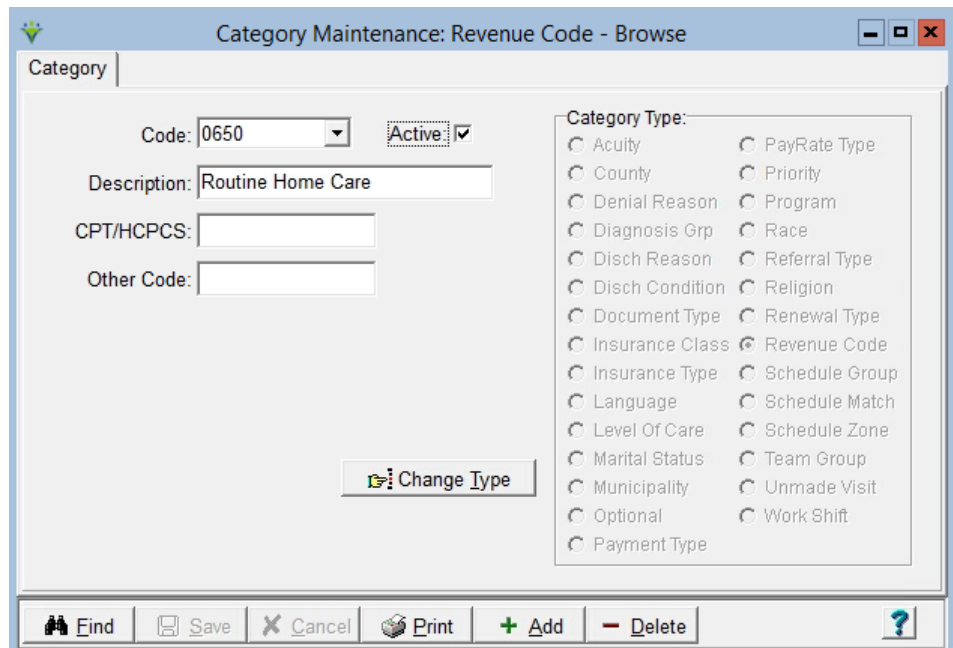 Category Maintenance: Revenue Code - Browse
Category
Code: 0650
Active:
Description: Routine Home Care
CPT/HCPCS:
Other Code:
Change Type
Category Type:
Acuity
County
Denial Reason
Diagnosis Grp
Disch Reason
Disch Condition
Document Type
Insurance Class
Insurance Type
Language
Level Of Care
Marital Status
Municipality
Optional
Payment Type
PayRate Type
Priority
Program
Race
Referral Type
Religion
Renewal Type
Revenue Code
Schedule Group
Schedule Match
Schedule Zone
Team Group
Unmade Visit
Work Shift
Find Save Cancel Print Add Delete ?